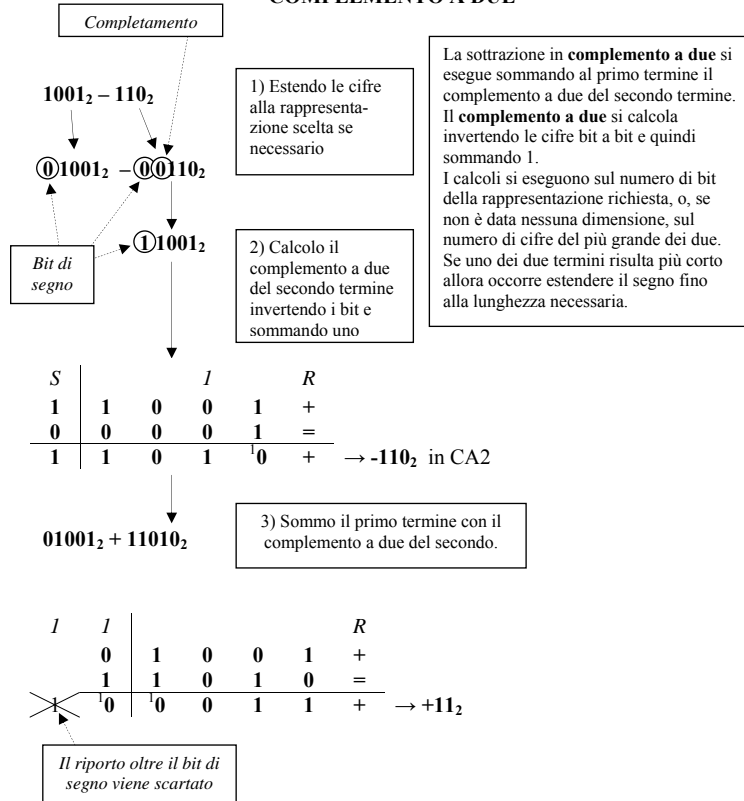 COMPLEMENTO A DUE
Completamento
1001₂ – 110₂
01001₂ – 00110₂
11001₂
Bit di
segno
1) Estendo le cifre
alla rappresenta-
zione scelta se
necessario
2) Calcolo il
complemento a due
del secondo termine
invertendo i bit e
sommando uno
La sottrazione in complemento a due si
esegue sommando al primo termine il
complemento a due del secondo termine.
Il complemento a due si calcola
invertendo le cifre bit a bit e quindi
sommando 1.
I calcoli si eseguono sul numero di bit
della rappresentazione richiesta, o, se
non è data nessuna dimensione, sul
numero di cifre del più grande dei due.
Se uno dei due termini risulta più corto
allora occorre estendere il segno fino
alla lunghezza necessaria.
S 1 R
1 1 0 0 1 +
0 0 0 0 1 =
1 1 0 1 ¹0 + → -110₂ in CA2
01001₂ + 11010₂
3) Sommo il primo termine con il
complemento a due del secondo.
1 1 R
0 1 0 0 1 +
1 1 0 1 0 =
1 ¹0 ¹0 0 1 1 + → +11₂
Il riporto oltre il bit di
segno viene scartato